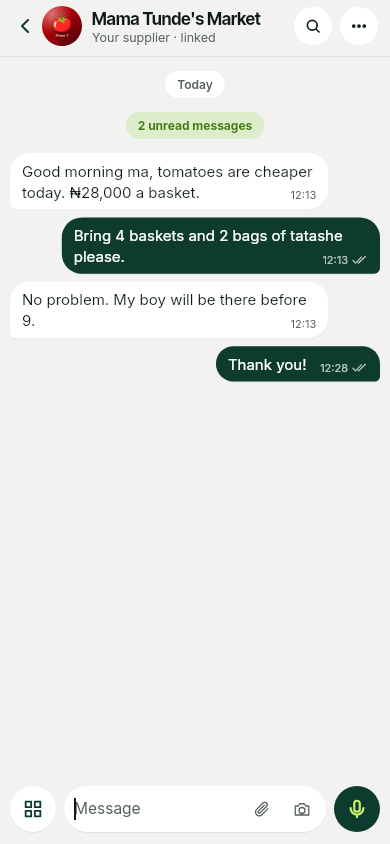 Mama Tunde's Market
Your supplier · linked
Today
2 unread messages
Good morning ma, tomatoes are cheaper
today. ₦28,000 a basket.
12:13
Bring 4 baskets and 2 bags of tatashe
please.
12:13
No problem. My boy will be there before
9.
12:13
Thank you!
12:28
Message